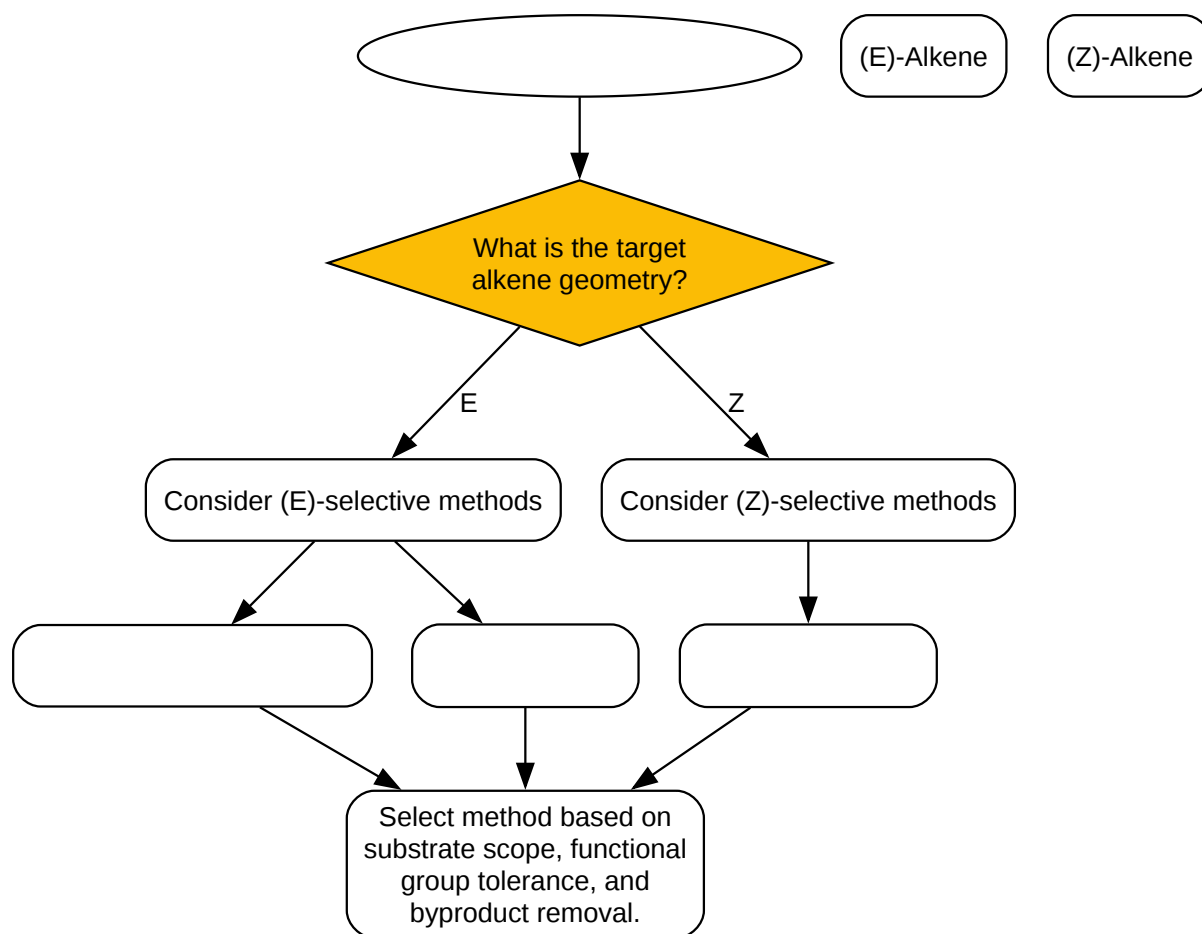 (E)-Alkene
(Z)-Alkene
What is the target
alkene geometry?
E
Z
Consider (E)-selective methods
Consider (Z)-selective methods
Select method based on
substrate scope, functional
group tolerance, and
byproduct removal.